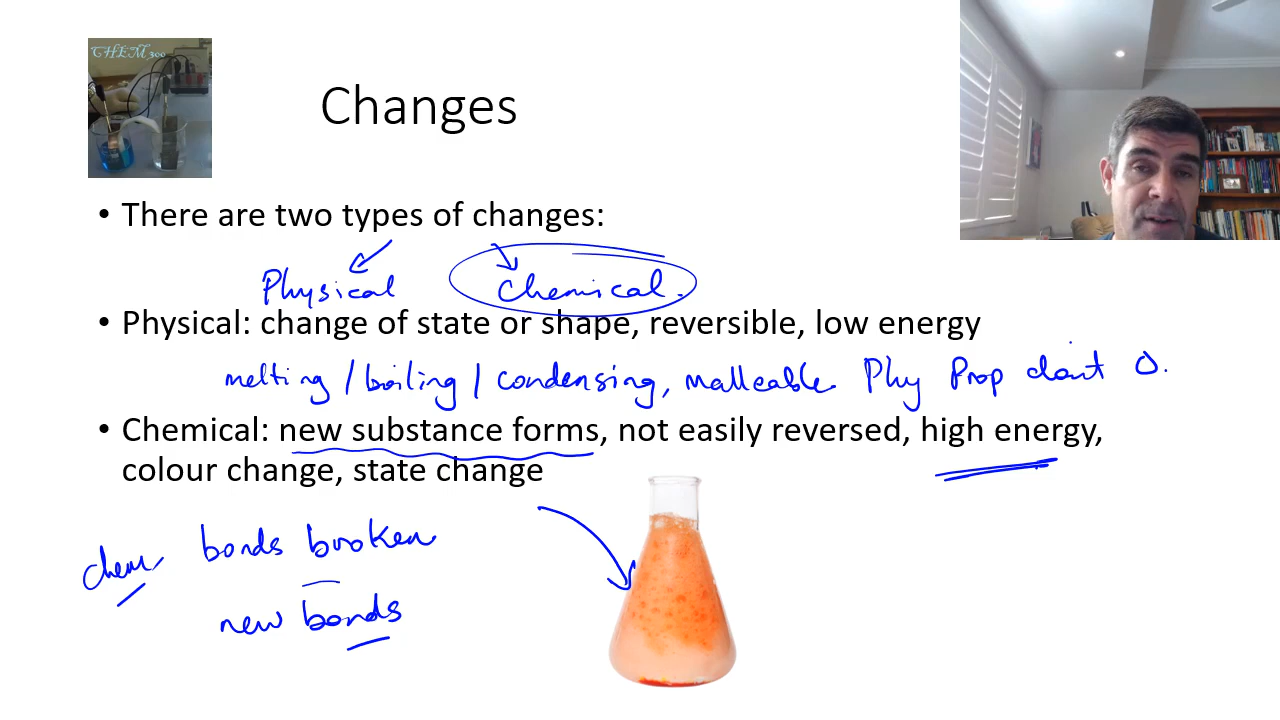 CHEM300
Changes
• There are two types of changes:
Physical chemical.
• Physical: change of state or shape, reversible, low energy
melting / boiling / condensing, malleable Phy Prop don't Δ.
• Chemical: new substance forms, not easily reversed, high energy,
colour change, state change
chem bonds broken
new bonds